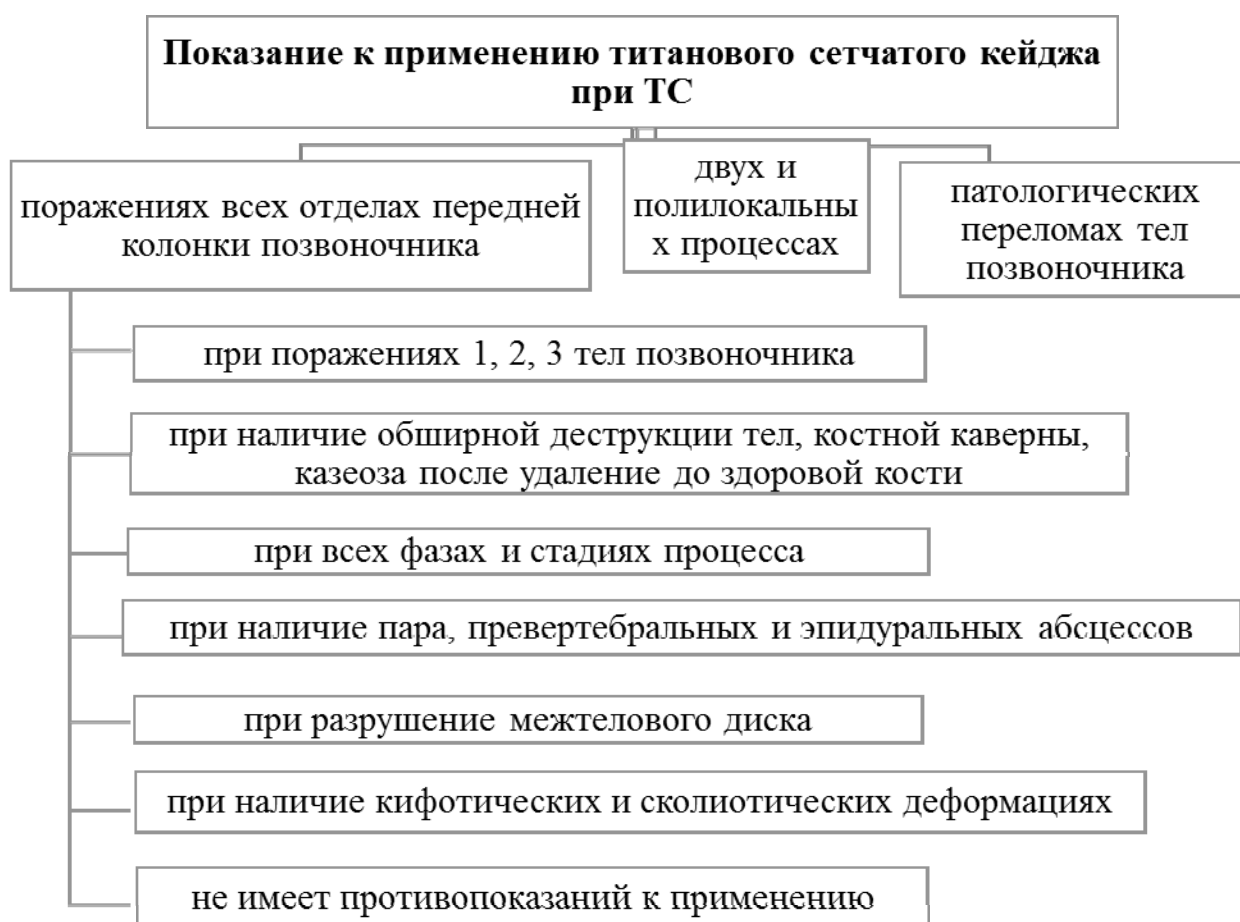 Показание к применению титанового сетчатого кейджа
при ТС
поражениях всех отделах передней
колонки позвоночника
двух и
полилокальны
х процессах
патологических
переломах тел
позвоночника
при поражениях 1, 2, 3 тел позвоночника
при наличие обширной деструкции тел, костной каверны,
казеоза после удаление до здоровой кости
при всех фазах и стадиях процесса
при наличие пара, превертебральных и эпидуральных абсцессов
при разрушение межтелового диска
при наличие кифотических и сколиотических деформациях
не имеет противопоказаний к применению